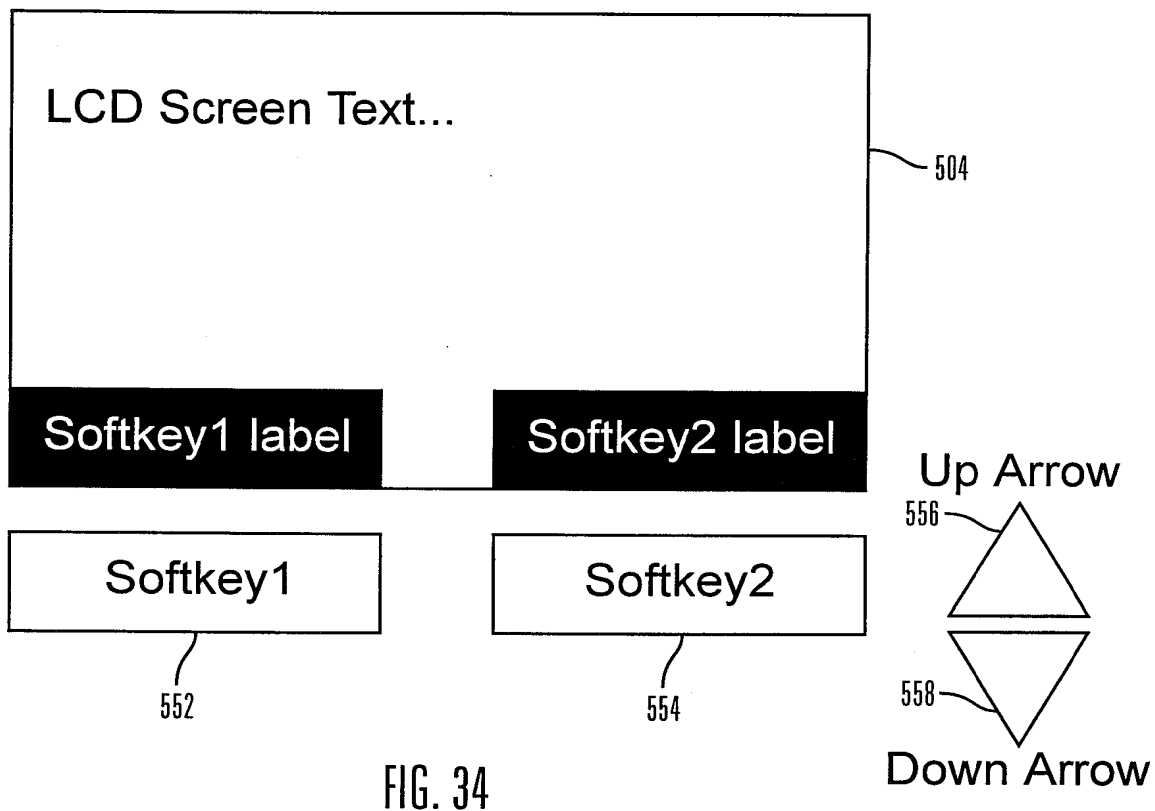 LCD Screen Text...
504
Softkey1 label
Softkey2 label
Up Arrow
556
Softkey1
Softkey2
552
554
558
Down Arrow
FIG. 34